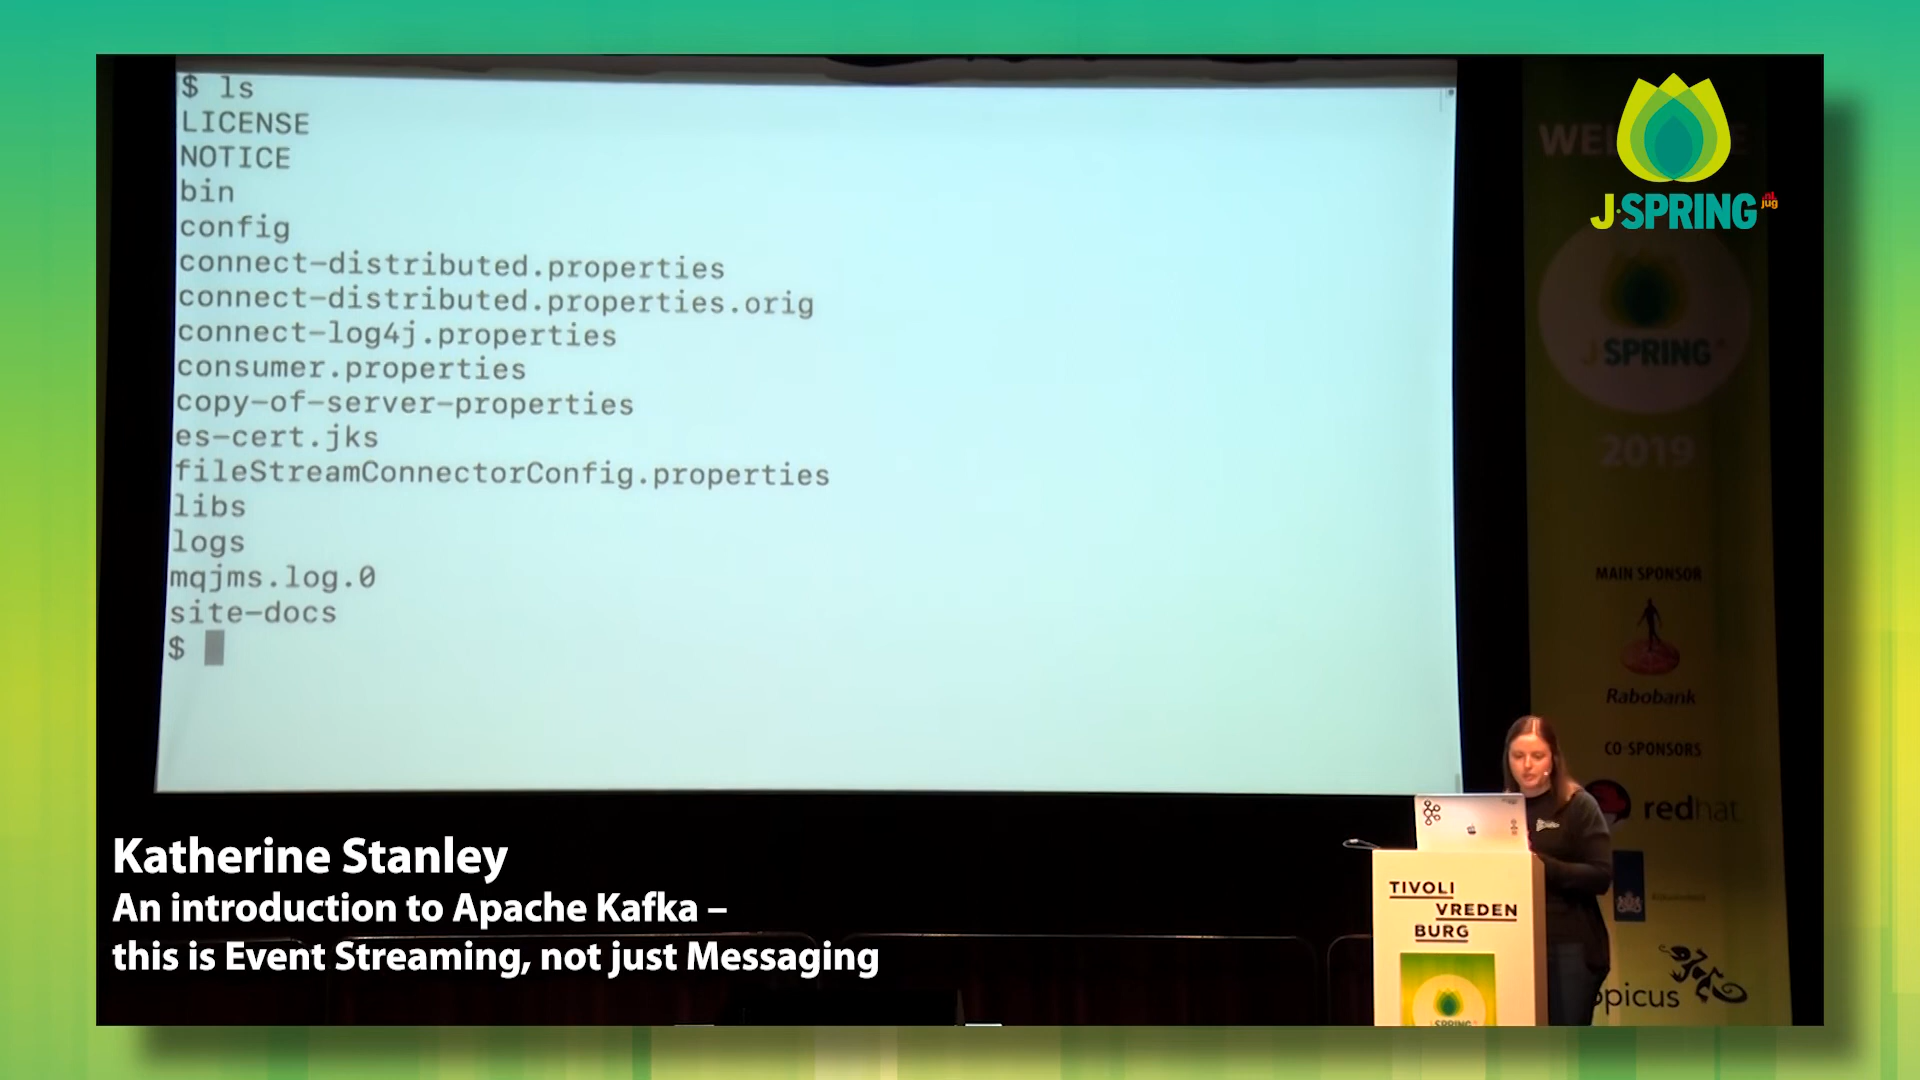 $ ls
LICENSE
NOTICE
bin
config
connect-distributed.properties
connect-distributed.properties.orig
connect-log4j.properties
consumer.properties
copy-of-server-properties
es-cert.jks
fileStreamConnectorConfig.properties
libs
logs
mqjms.log.0
site-docs
$
J·SPRING
nl
jug
J SPRING
2019
MAIN SPONSOR
Rabobank
CO-SPONSORS
redhat.
TIVOLI
VREDEN
BURG
J·SPRING
Katherine Stanley
An introduction to Apache Kafka –
this is Event Streaming, not just Messaging